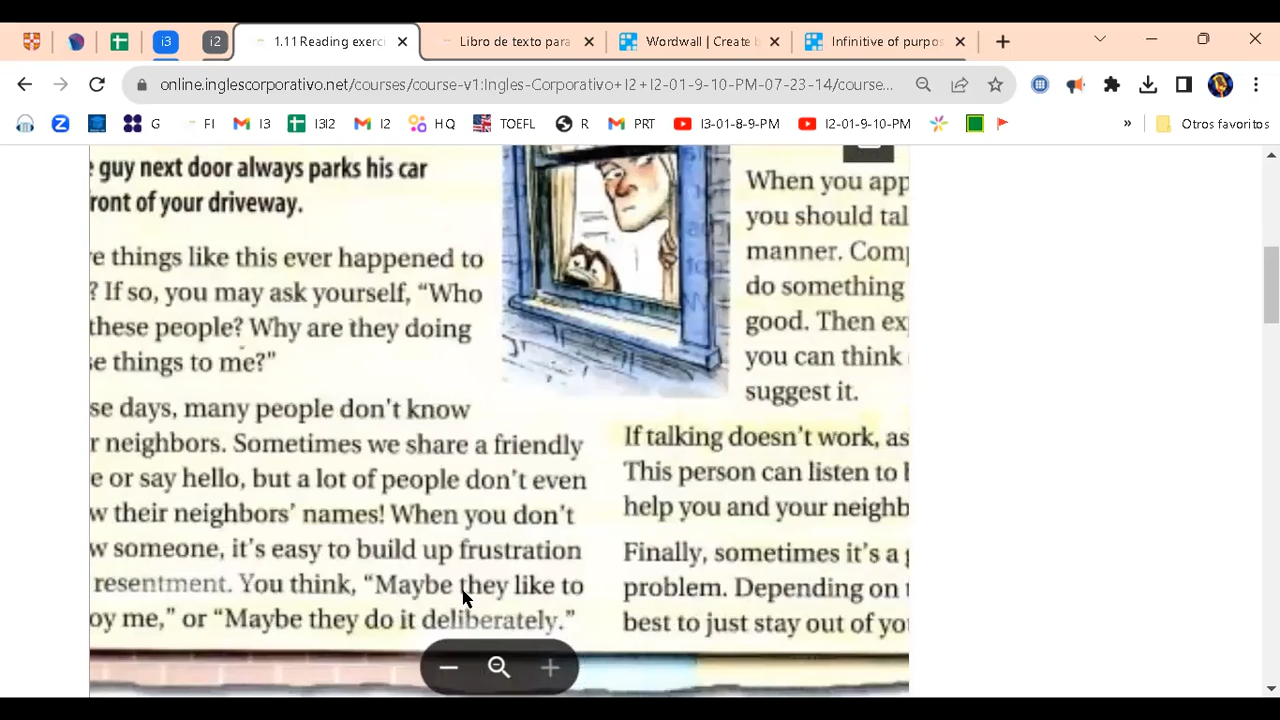 1.11 Reading exerci
Libro de texto para
Wordwall | Create b
Infinitive of purpos
i3
i2
online.inglescorporativo.net/courses/course-v1:Ingles-Corporativo+I2+I2-01-9-10-PM-07-23-14/course...
G
FI
I3
I3I2
I2
HQ
TOEFL
R
PRT
I3-01-8-9-PM
I2-01-9-10-PM
»
Otros favoritos
e guy next door always parks his car
ront of your driveway.
e things like this ever happened to
? If so, you may ask yourself, “Who
these people? Why are they doing
se things to me?”
se days, many people don't know
r neighbors. Sometimes we share a friendly
e or say hello, but a lot of people don't even
w their neighbors' names! When you don't
w someone, it's easy to build up frustration
resentment. You think, “Maybe they like to
oy me,” or “Maybe they do it deliberately.”
When you app
you should tal
manner. Comp
do something
good. Then ex
you can think
suggest it.
If talking doesn't work, as
This person can listen to b
help you and your neighb
Finally, sometimes it's a g
problem. Depending on t
best to just stay out of yo